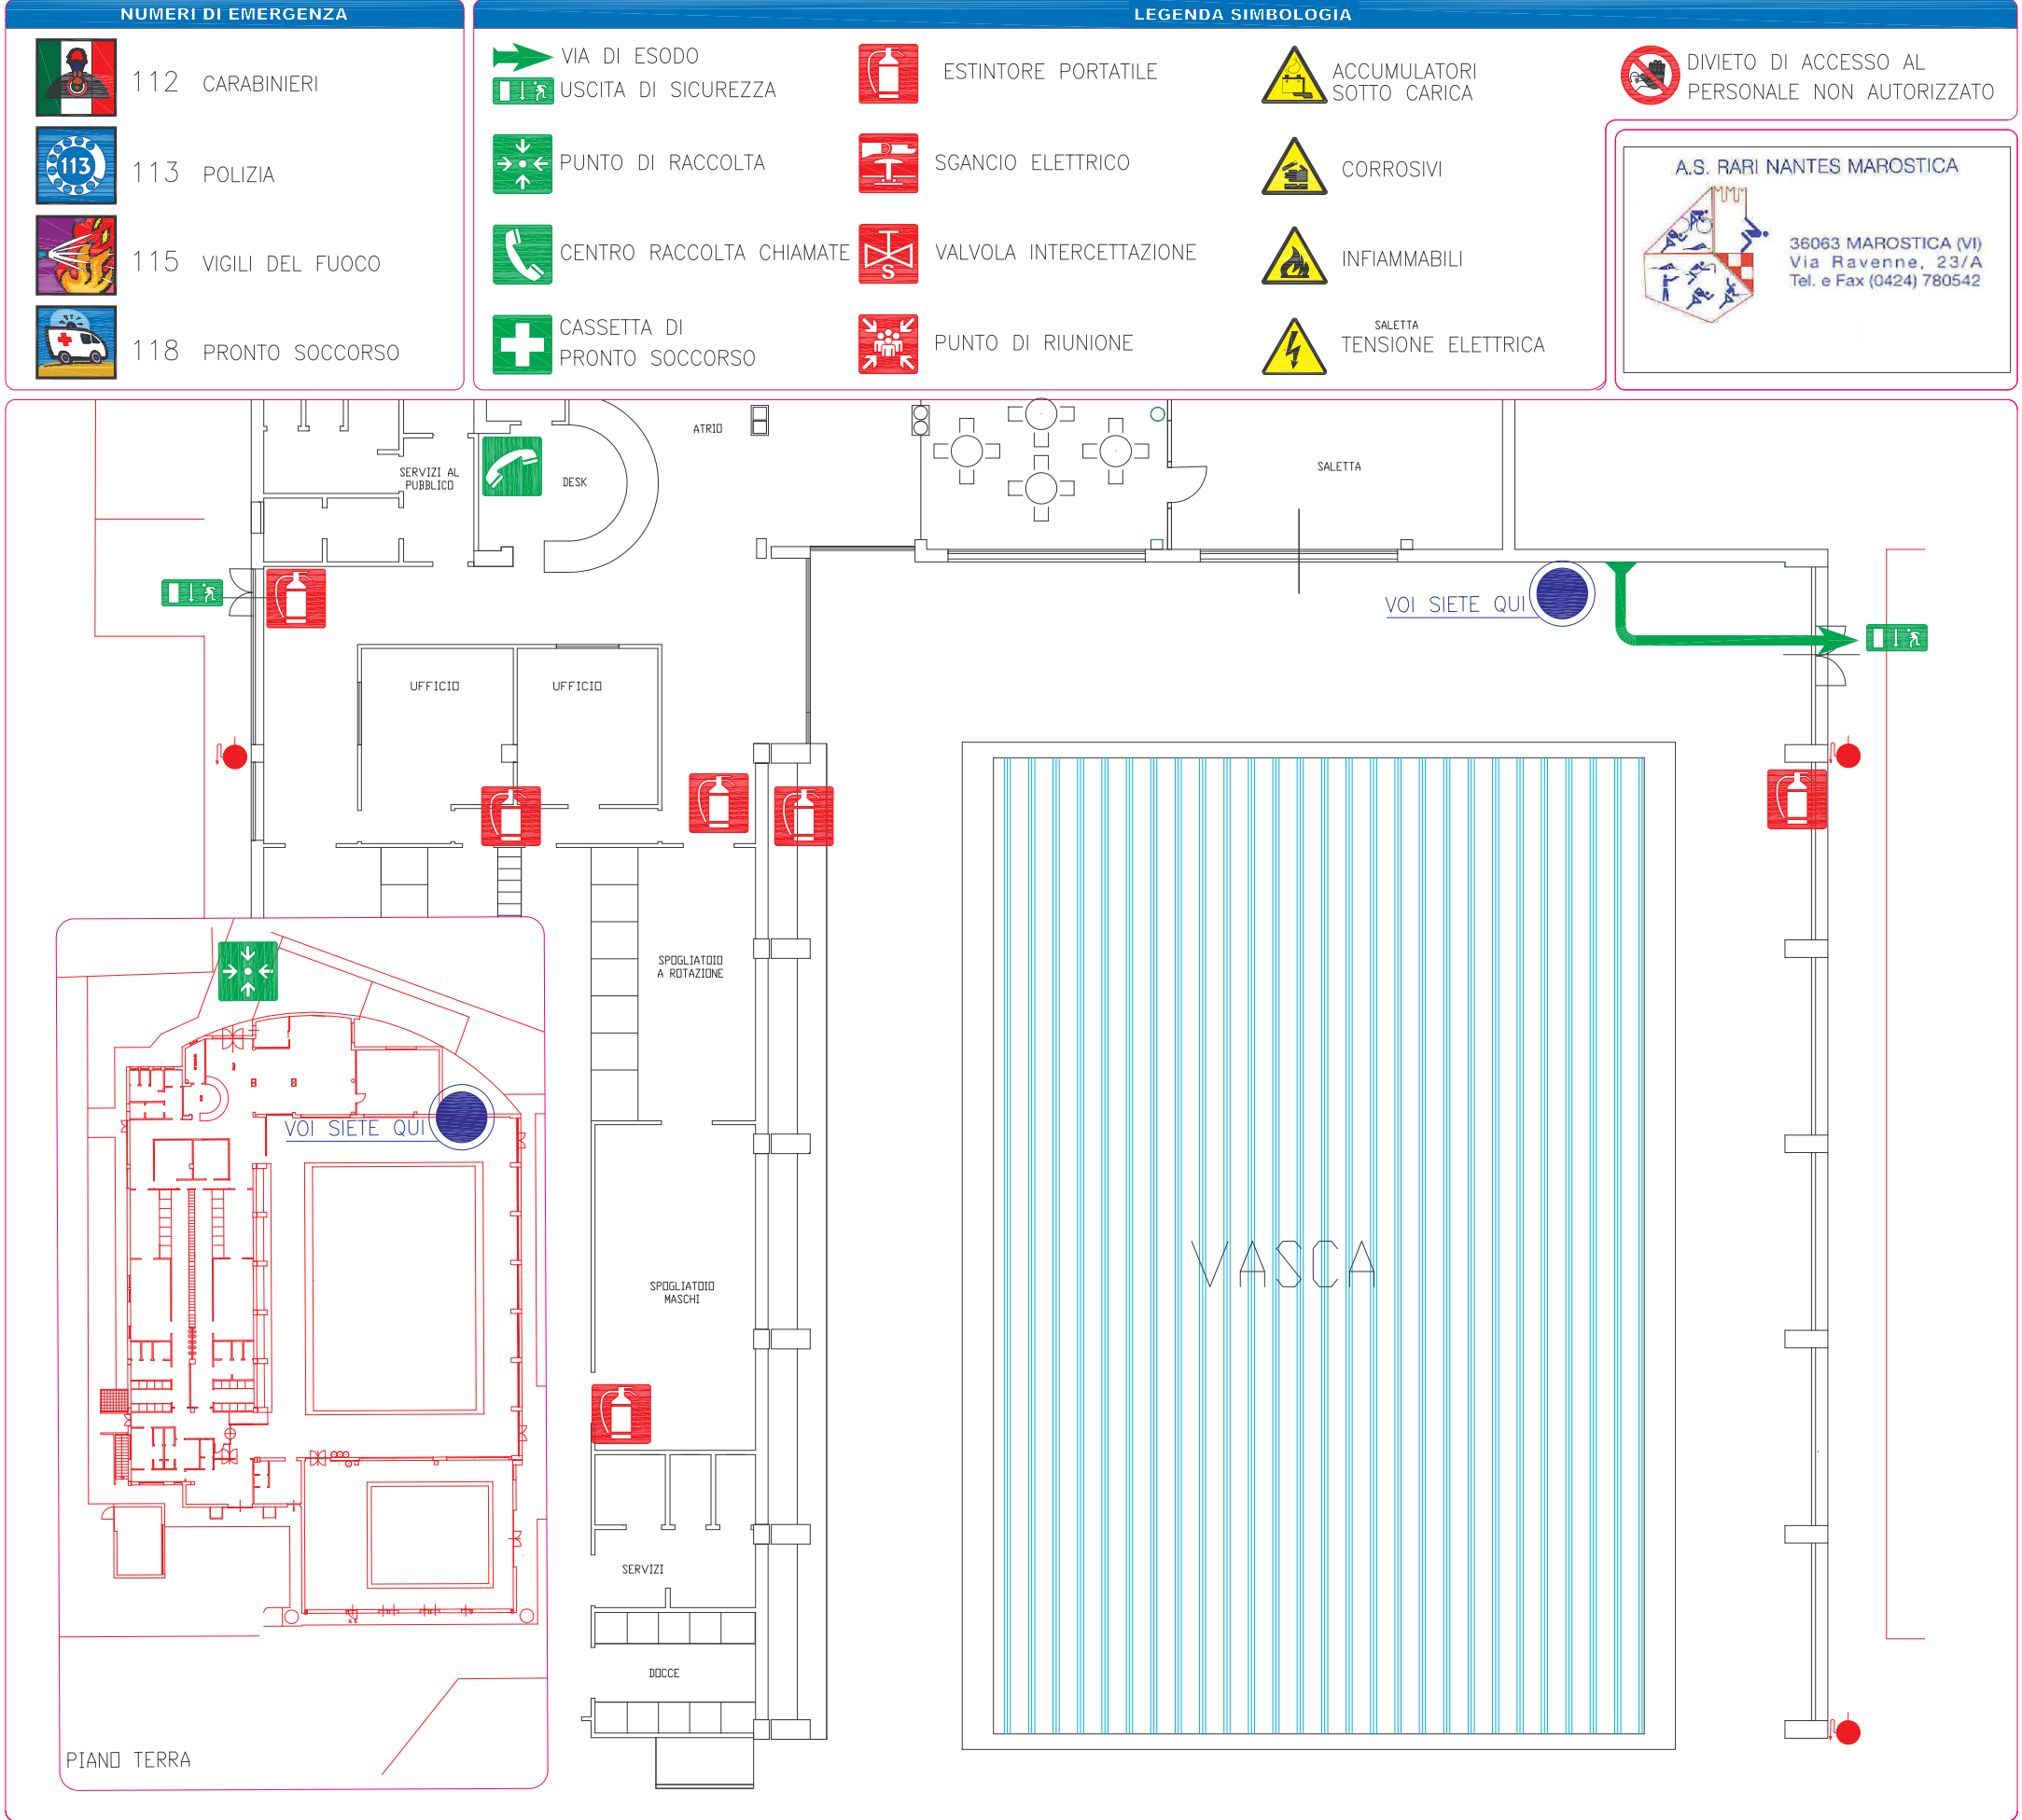 NUMERI DI EMERGENZA
112 CARABINIERI
113
113 POLIZIA
115 VIGILI DEL FUOCO
118 PRONTO SOCCORSO
LEGENDA SIMBOLOGIA
VIA DI ESODO
USCITA DI SICUREZZA
PUNTO DI RACCOLTA
CENTRO RACCOLTA CHIAMATE
CASSETTA DI
PRONTO SOCCORSO
ESTINTORE PORTATILE
SGANCIO ELETTRICO
S
VALVOLA INTERCETTAZIONE
PUNTO DI RIUNIONE
ACCUMULATORI
SOTTO CARICA
CORROSIVI
INFIAMMABILI
SALETTA
TENSIONE ELETTRICA
DIVIETO DI ACCESSO AL
PERSONALE NON AUTORIZZATO
A.S. RARI NANTES MAROSTICA
36063 MAROSTICA (VI)
Via Ravenne, 23/A
Tel. e Fax (0424) 780542
ATRIO
SERVIZI AL
PUBBLICO
DESK
SALETTA
VOI SIETE QUI
UFFICIO
UFFICIO
SPOGLIATOIO
A ROTAZIONE
VOI SIETE QUI
VASCA
SPOGLIATOIO
MASCHI
SERVIZI
DOCCE
PIANO TERRA